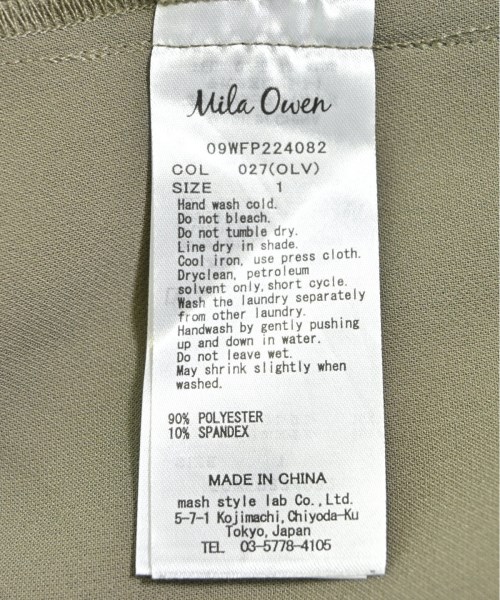 Mila Owen
09WFP224082
COL 027(OLV)
SIZE 1
Hand wash cold.
Do not bleach.
Do not tumble dry.
Line dry in shade.
Cool iron, use press cloth.
Dryclean, petroleum
solvent only, short cycle.
Wash the laundry separately
from other laundry.
Handwash by gently pushing
up and down in water.
Do not leave wet.
May shrink slightly when
washed.
90% POLYESTER
10% SPANDEX
MADE IN CHINA
mash style lab Co., Ltd.
5-7-1 Kojimachi, Chiyoda-Ku
Tokyo, Japan
TEL 03-5778-4105